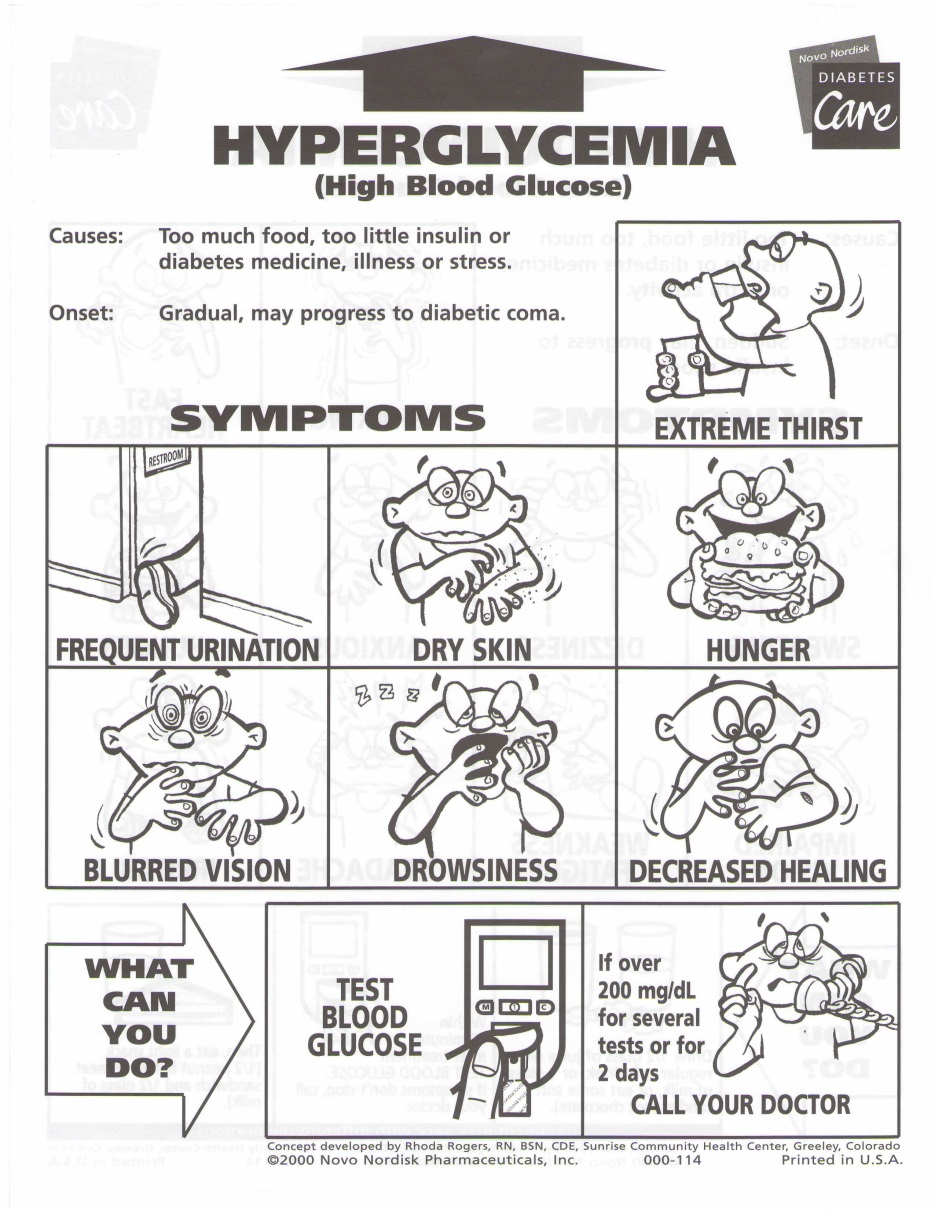 Novo Nordisk
DIABETES
Care
HYPERGLYCEMIA
(High Blood Glucose)
Causes: Too much food, too little insulin or
diabetes medicine, illness or stress.
Onset: Gradual, may progress to diabetic coma.
SYMPTOMS
EXTREME THIRST
RESTROOM
FREQUENT URINATION
DRY SKIN
HUNGER
Z Z Z
BLURRED VISION
DROWSINESS
DECREASED HEALING
WHAT
CAN
YOU
DO?
TEST
BLOOD
GLUCOSE
M I C
If over
200 mg/dL
for several
tests or for
2 days
CALL YOUR DOCTOR
Concept developed by Rhoda Rogers, RN, BSN, CDE, Sunrise Community Health Center, Greeley, Colorado
©2000 Novo Nordisk Pharmaceuticals, Inc. 000-114 Printed in U.S.A.